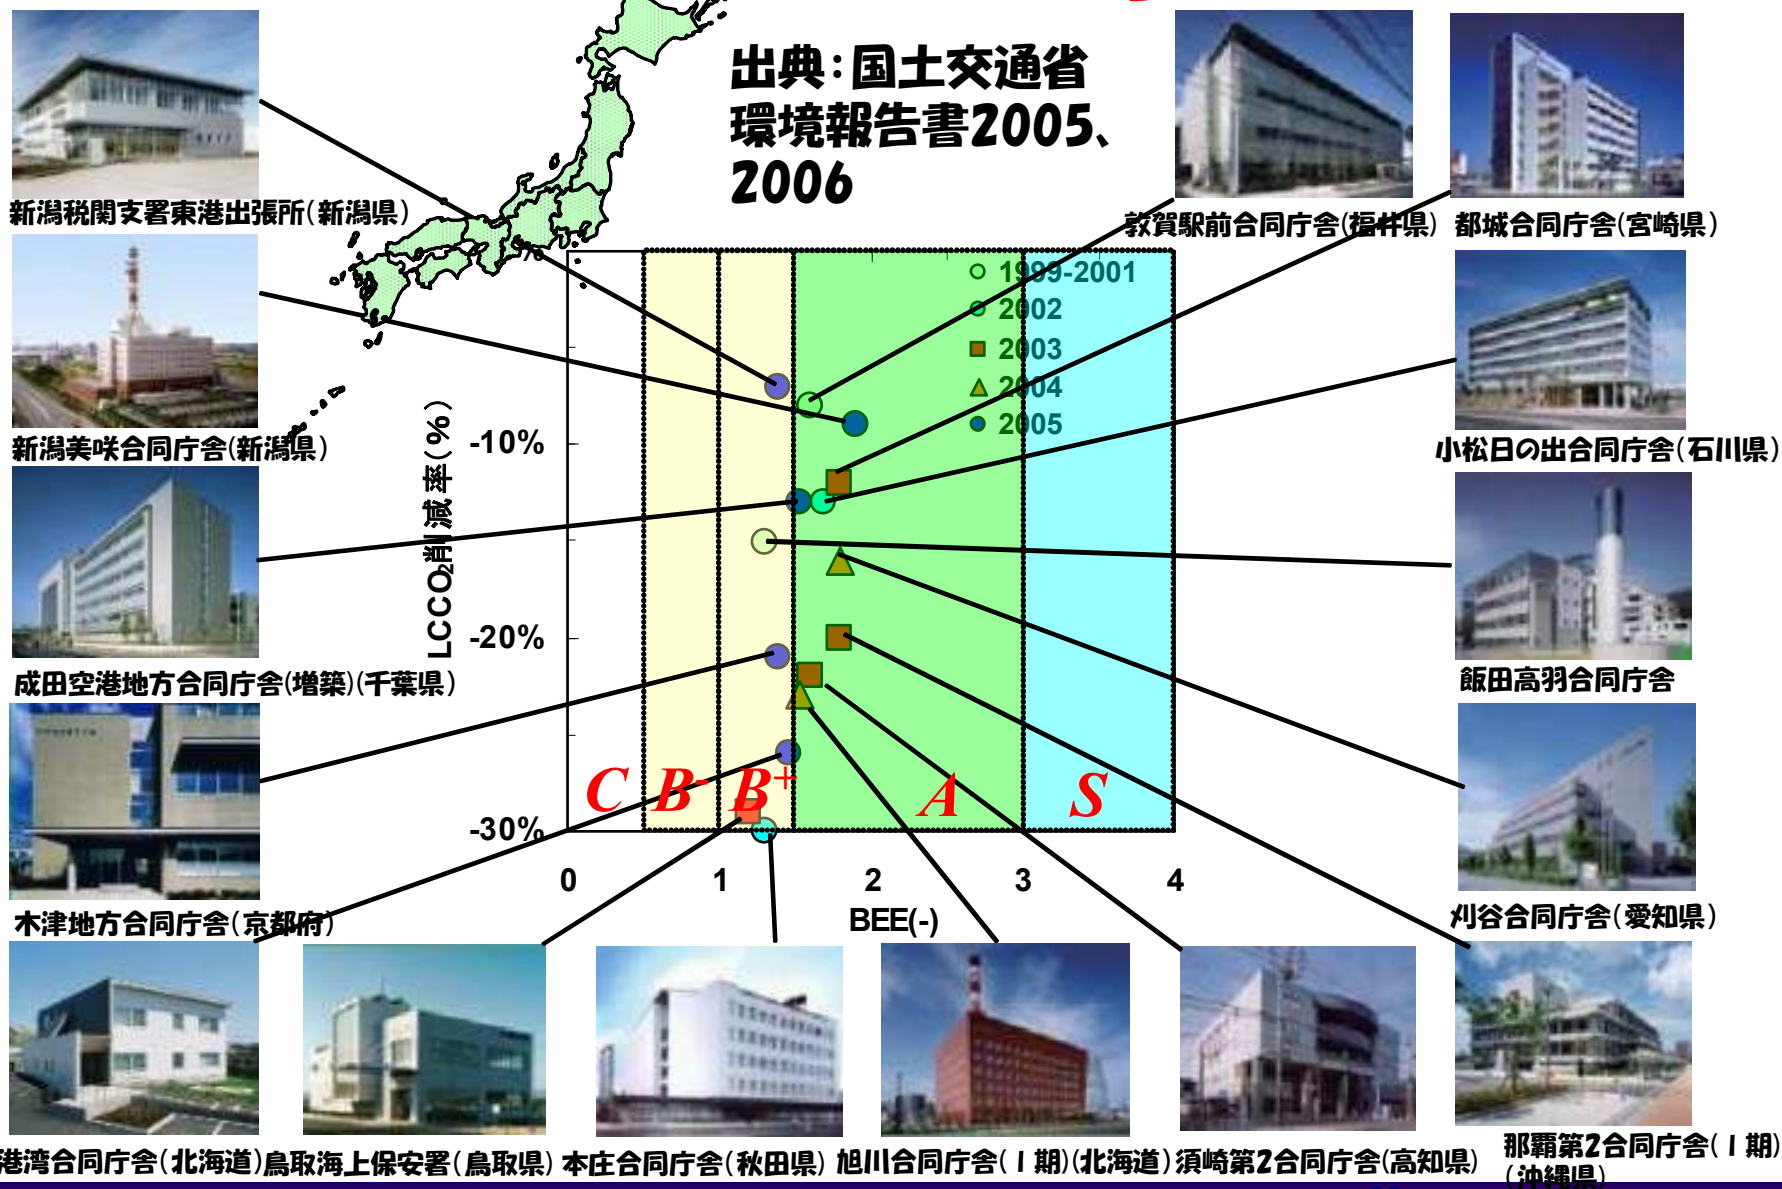 出典：国土交通省
環境報告書2005、
2006
新潟税関支署東港出張所(新潟県)
敦賀駅前合同庁舎(福井県)
都城合同庁舎(宮崎県)
新潟美咲合同庁舎(新潟県)
小松日の出合同庁舎(石川県)
成田空港地方合同庁舎(増築)(千葉県)
飯田高羽合同庁舎
木津地方合同庁舎(京都府)
刈谷合同庁舎(愛知県)
1999-2001
2002
2003
2004
2005
LCCO₂削減率(%)
-10%
-20%
-30%
C
B-
B+
A
S
0
1
2
3
4
BEE(-)
港湾合同庁舎(北海道)
鳥取海上保安署(鳥取県)
本庄合同庁舎(秋田県)
旭川合同庁舎(1期)(北海道)
須崎第2合同庁舎(高知県)
那覇第2合同庁舎(1期)
(沖縄県)